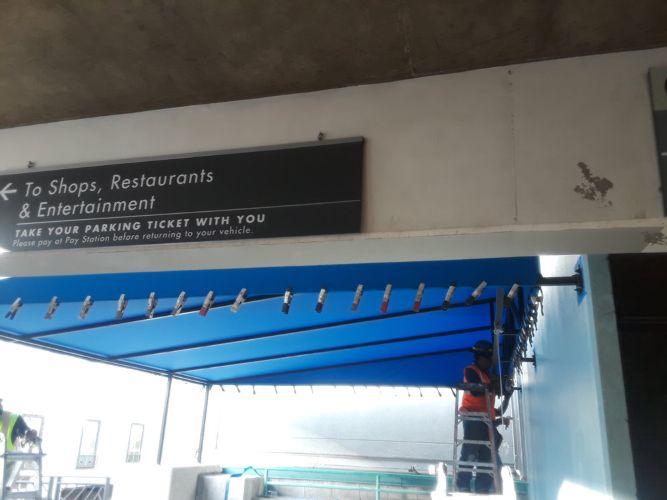 ← To Shops, Restaurants
& Entertainment
TAKE YOUR PARKING TICKET WITH YOU
Please pay at Pay Station before returning to your vehicle.